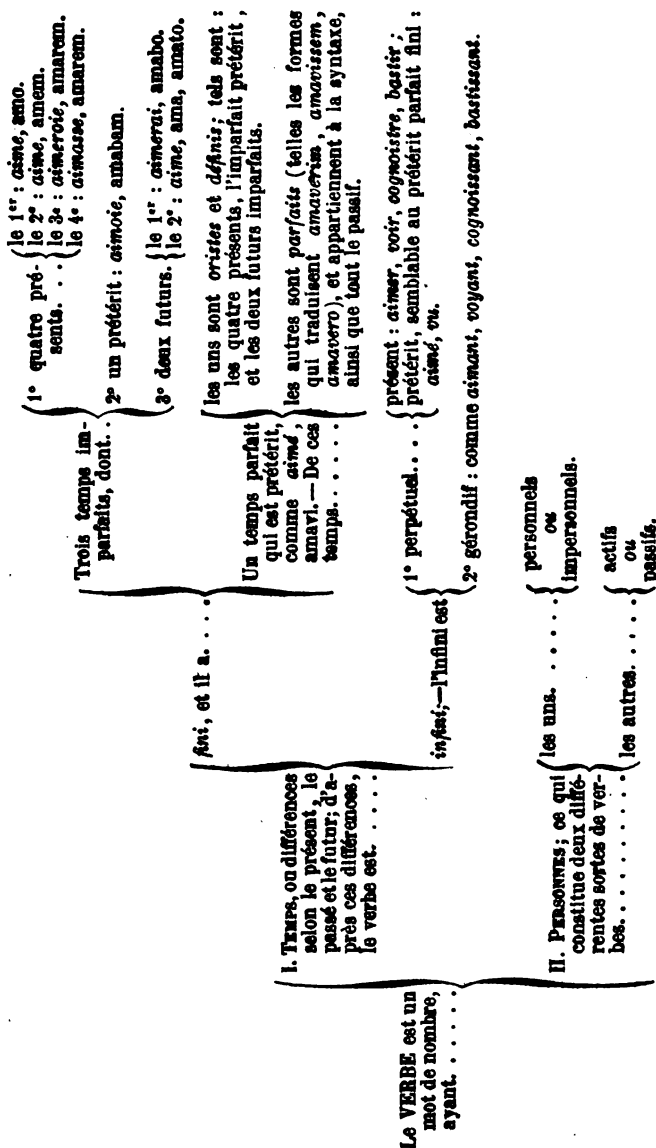 Le VERBE est un
mot de nombre,
ayant. . . . . .
I. TEMPS, ou différences
selon le présent, le
passé et le futur; d'a-
près ces différences,
le verbe est. . . . .
fini, et il a. . . .
Trois temps im-
parfaits, dont. .
1° quatre pré-
sents. . .
le 1er : aime, amo.
le 2e : aime, amem.
le 3e : aimeroie, amarem.
le 4e : aimasse, amarem.
2° un prétérit : aimoie, amabam.
3° deux futurs.
le 1er : aimerai, amabo.
le 2e : aime, ama, amato.
Un temps parfait
qui est prétérit,
comme aimé,
amavi.—De ces
temps. . . . . .
les uns sont oristes et définis; tels sont :
les quatre présents, l'imparfait prétérit,
et les deux futurs imparfaits.
les autres sont parfaits (telles les formes
qui traduisent amaverim, amavissem,
amavero), et appartiennent à la syntaxe,
ainsi que tout le passif.
infini;—l'infini est
1° perpétuel. . . .
présent : aimer, voir, cognoistre, bastir;
prétérit, semblable au prétérit parfait fini :
aimé, vu.
2° gérondif : comme aimant, voyant, cognoissant, bastissant.
II. PERSONNES; ce qui
constitue deux diffé-
rentes sortes de ver-
bes. . . . . . . . . .
les uns. . . . . . .
personnels
ou
impersonnels.
les autres. . . . .
actifs
ou
passifs.